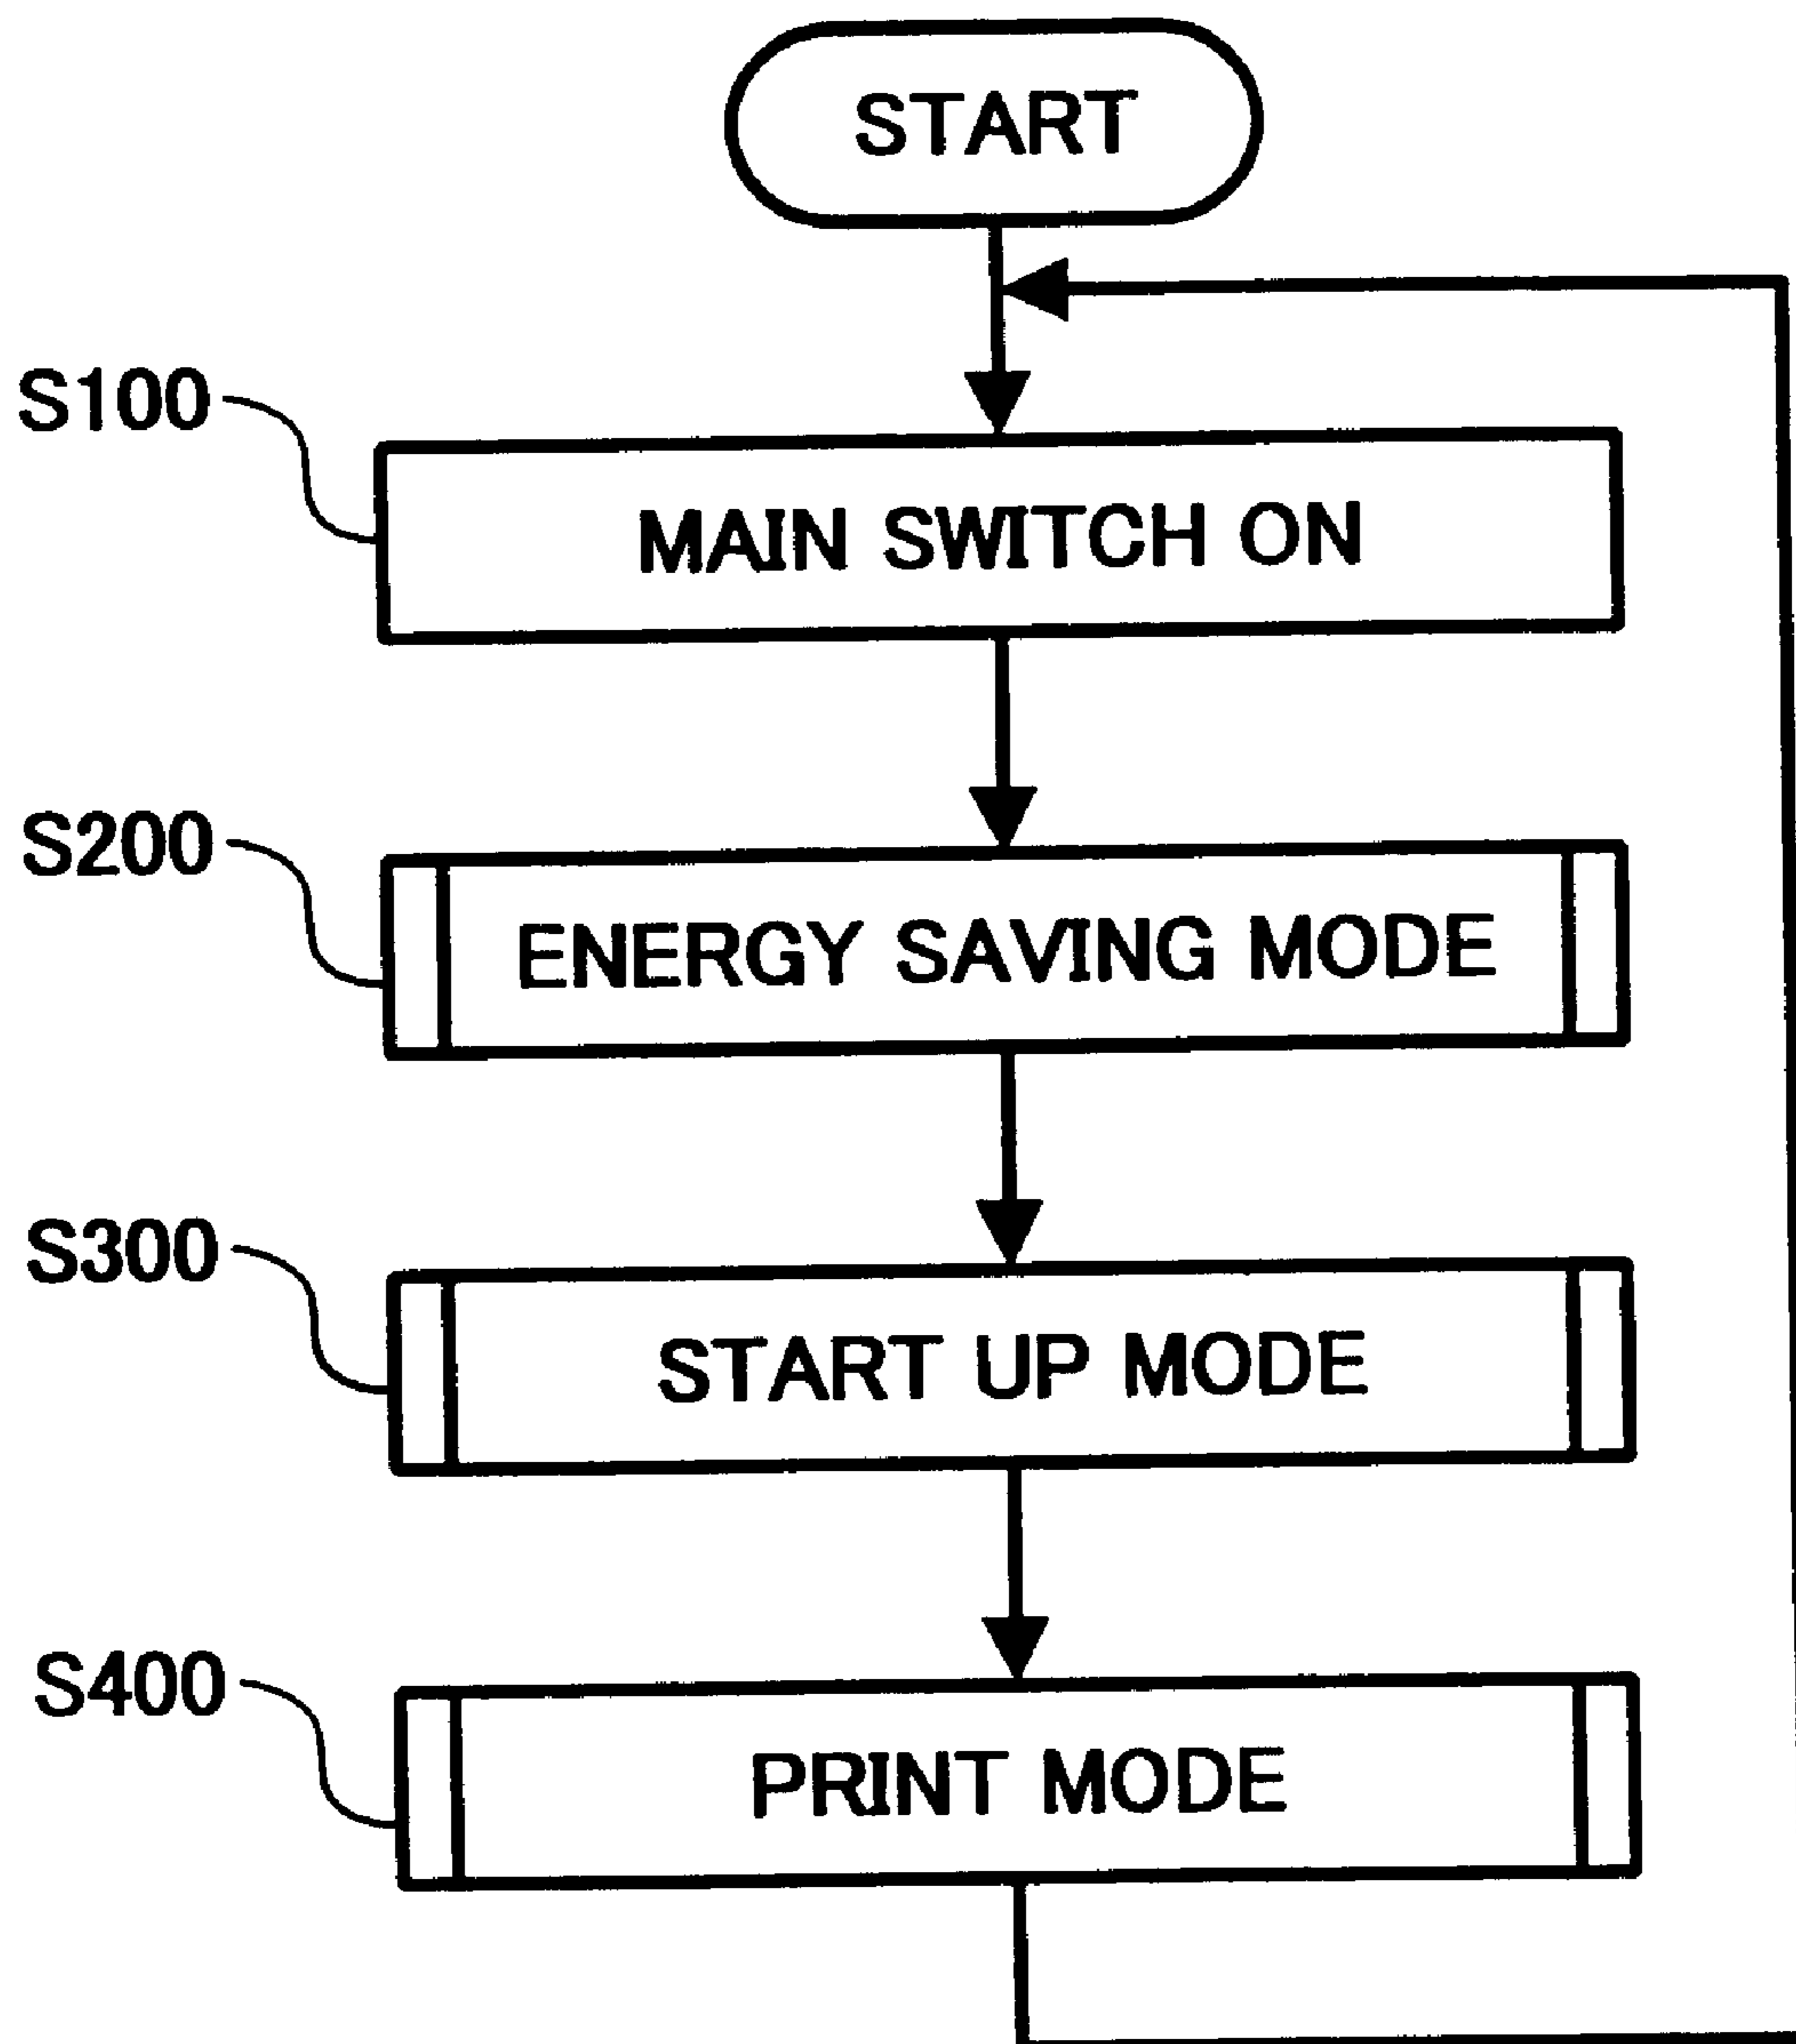 START
S100
MAIN SWITCH ON
S200
ENERGY SAVING MODE
S300
START UP MODE
S400
PRINT MODE